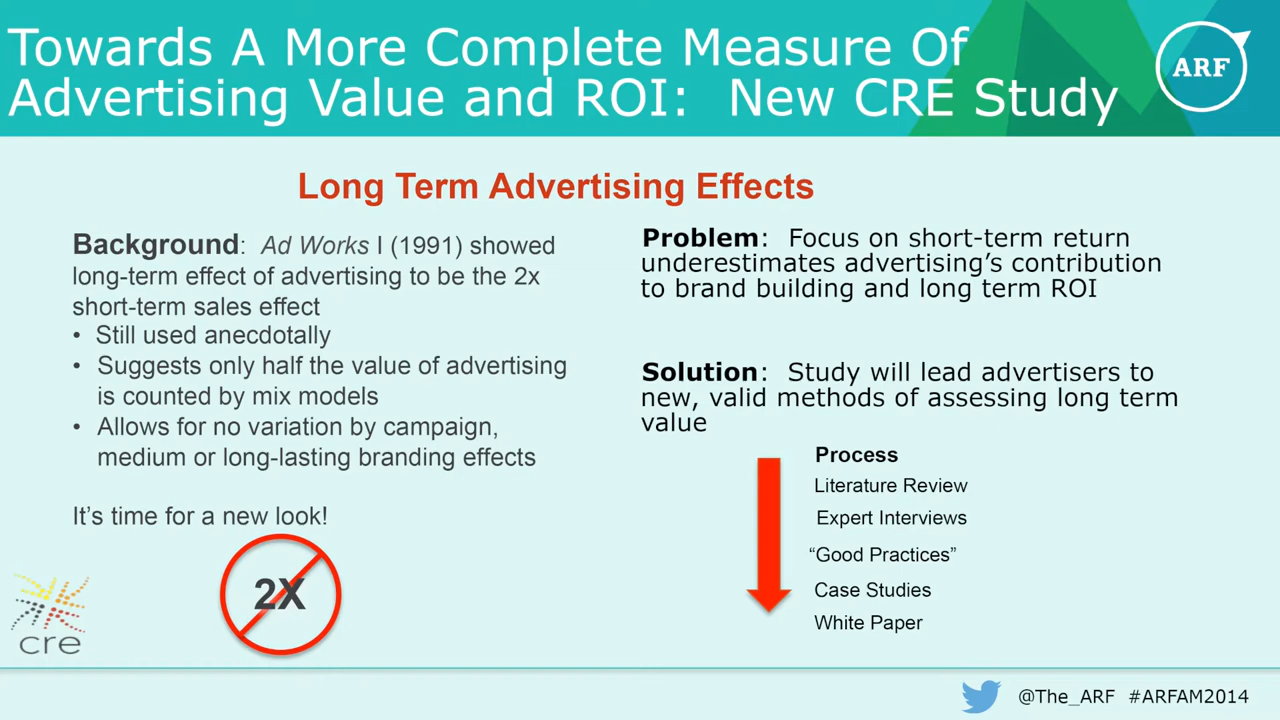 Towards A More Complete Measure Of
Advertising Value and ROI: New CRE Study
ARF
Long Term Advertising Effects
Background: Ad Works I (1991) showed
long-term effect of advertising to be the 2x
short-term sales effect
• Still used anecdotally
• Suggests only half the value of advertising
is counted by mix models
• Allows for no variation by campaign,
medium or long-lasting branding effects
It’s time for a new look!
2X
cre
Problem: Focus on short-term return
underestimates advertising’s contribution
to brand building and long term ROI
Solution: Study will lead advertisers to
new, valid methods of assessing long term
value
Process
Literature Review
Expert Interviews
“Good Practices”
Case Studies
White Paper
@The_ARF #ARFAM2014